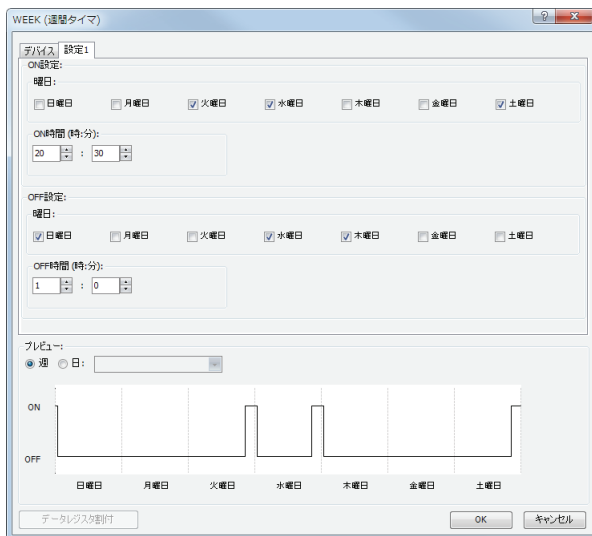 WEEK (週間タイマ)
デバイス 設定1
ON設定:
曜日:
日曜日 月曜日 火曜日 水曜日 木曜日 金曜日 土曜日
ON時間 (時:分):
20 : 30
OFF設定:
曜日:
日曜日 月曜日 火曜日 水曜日 木曜日 金曜日 土曜日
OFF時間 (時:分):
1 : 0
プレビュー:
週 日:
ON
OFF
日曜日 月曜日 火曜日 水曜日 木曜日 金曜日 土曜日
データレジスタ割付 OK キャンセル